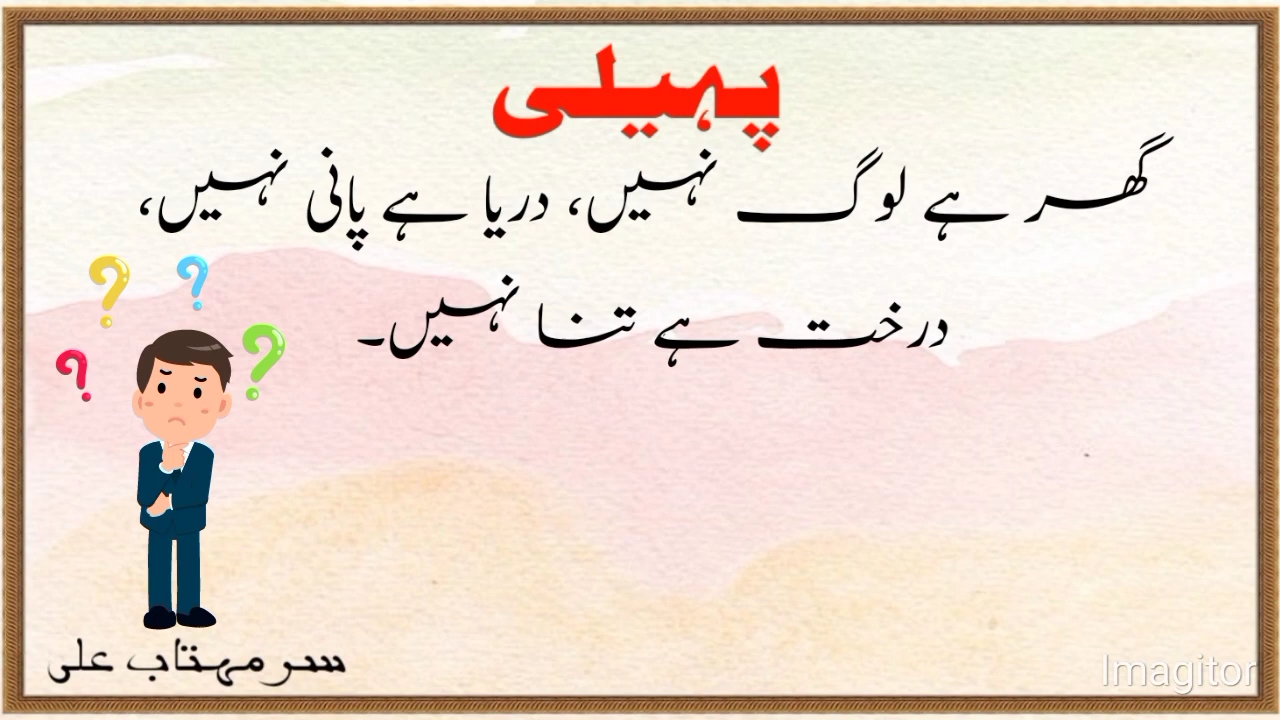 پہیلی
گھر ہے لوگ نہیں، دریا ہے پانی نہیں،
درخت ہے تنا نہیں۔
سر مہتاب علی
Imagitor